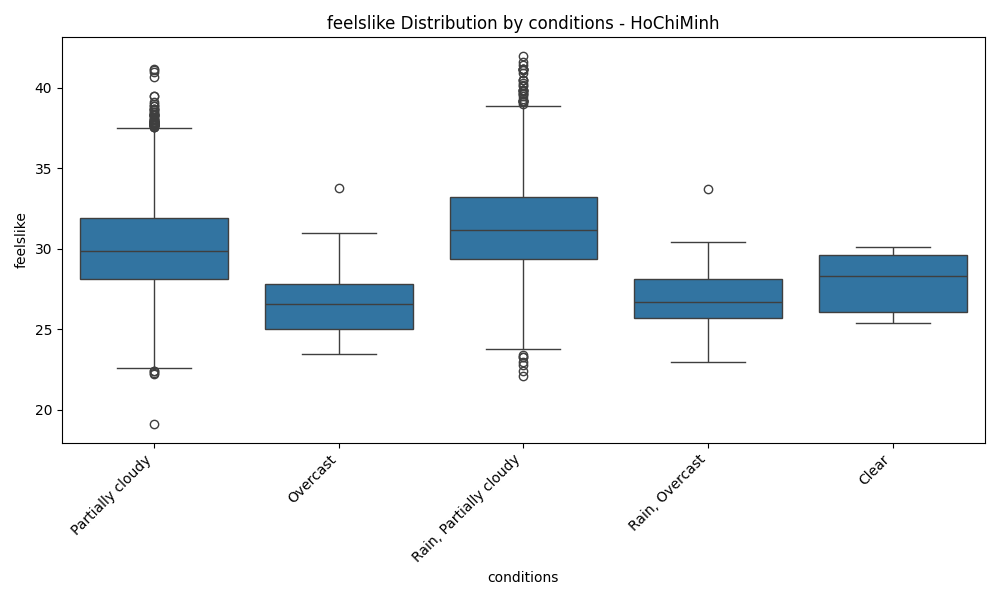 feelslike Distribution by conditions - HoChiMinh
feelslike
40
35
30
25
20
Partially cloudy
Overcast
Rain, Partially cloudy
Rain, Overcast
Clear
conditions